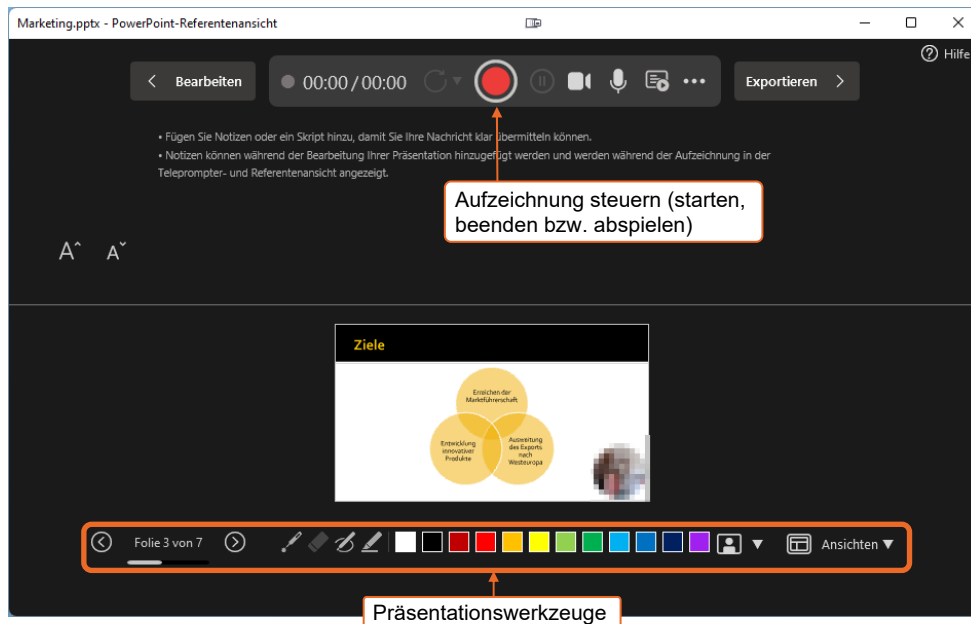 Marketing.pptx - PowerPoint-Referentenansicht
Hilfe
Bearbeiten
00:00 / 00:00
Exportieren
• Fügen Sie Notizen oder ein Skript hinzu, damit Sie Ihre Nachricht klar übermitteln können.
• Notizen können während der Bearbeitung Ihrer Präsentation hinzugefügt werden und werden während der Aufzeichnung in der
Teleprompter- und Referentenansicht angezeigt.
Aufzeichnung steuern (starten,
beenden bzw. abspielen)
A^ Aˇ
Ziele
Erreichen der
Marktführerschaft
Entwicklung
innovativer
Produkte
Ausweitung
des Exports
nach
Westeuropa
Folie 3 von 7
Ansichten
Präsentationswerkzeuge